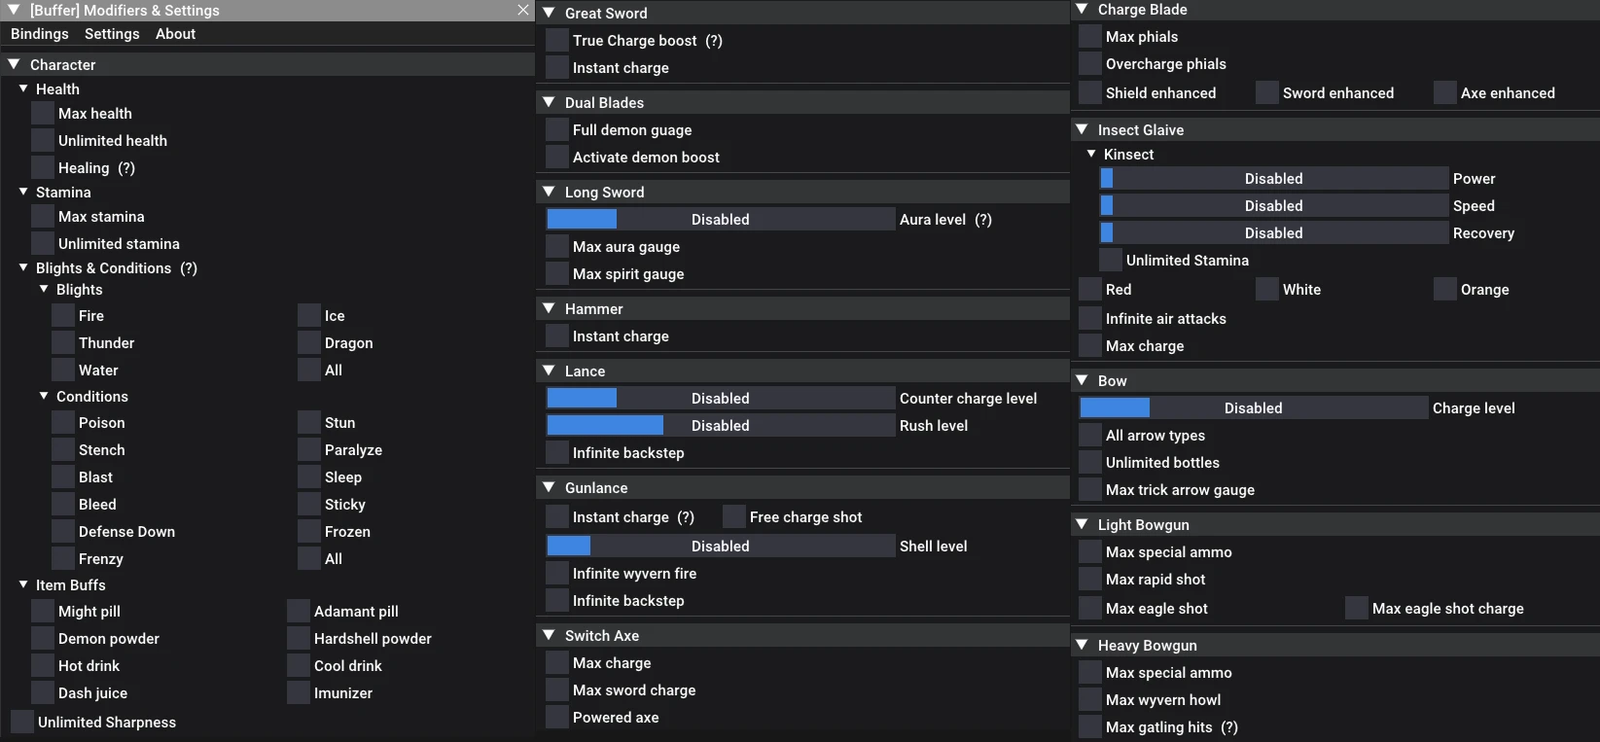 [Buffer] Modifiers & Settings
Bindings Settings About
Character
Health
Max health
Unlimited health
Healing (?)
Stamina
Max stamina
Unlimited stamina
Blights & Conditions (?)
Blights
Fire Ice
Thunder Dragon
Water All
Conditions
Poison Stun
Stench Paralyze
Blast Sleep
Bleed Sticky
Defense Down Frozen
Frenzy All
Item Buffs
Might pill Adamant pill
Demon powder Hardshell powder
Hot drink Cool drink
Dash juice Imunizer
Unlimited Sharpness
Great Sword
True Charge boost (?)
Instant charge
Dual Blades
Full demon guage
Activate demon boost
Long Sword
Disabled Aura level (?)
Max aura gauge
Max spirit gauge
Hammer
Instant charge
Lance
Disabled Counter charge level
Disabled Rush level
Infinite backstep
Gunlance
Instant charge (?) Free charge shot
Disabled Shell level
Infinite wyvern fire
Infinite backstep
Switch Axe
Max charge
Max sword charge
Powered axe
Charge Blade
Max phials
Overcharge phials
Shield enhanced Sword enhanced Axe enhanced
Insect Glaive
Kinsect
Disabled Power
Disabled Speed
Disabled Recovery
Unlimited Stamina
Red White Orange
Infinite air attacks
Max charge
Bow
Disabled Charge level
All arrow types
Unlimited bottles
Max trick arrow gauge
Light Bowgun
Max special ammo
Max rapid shot
Max eagle shot Max eagle shot charge
Heavy Bowgun
Max special ammo
Max wyvern howl
Max gatling hits (?)